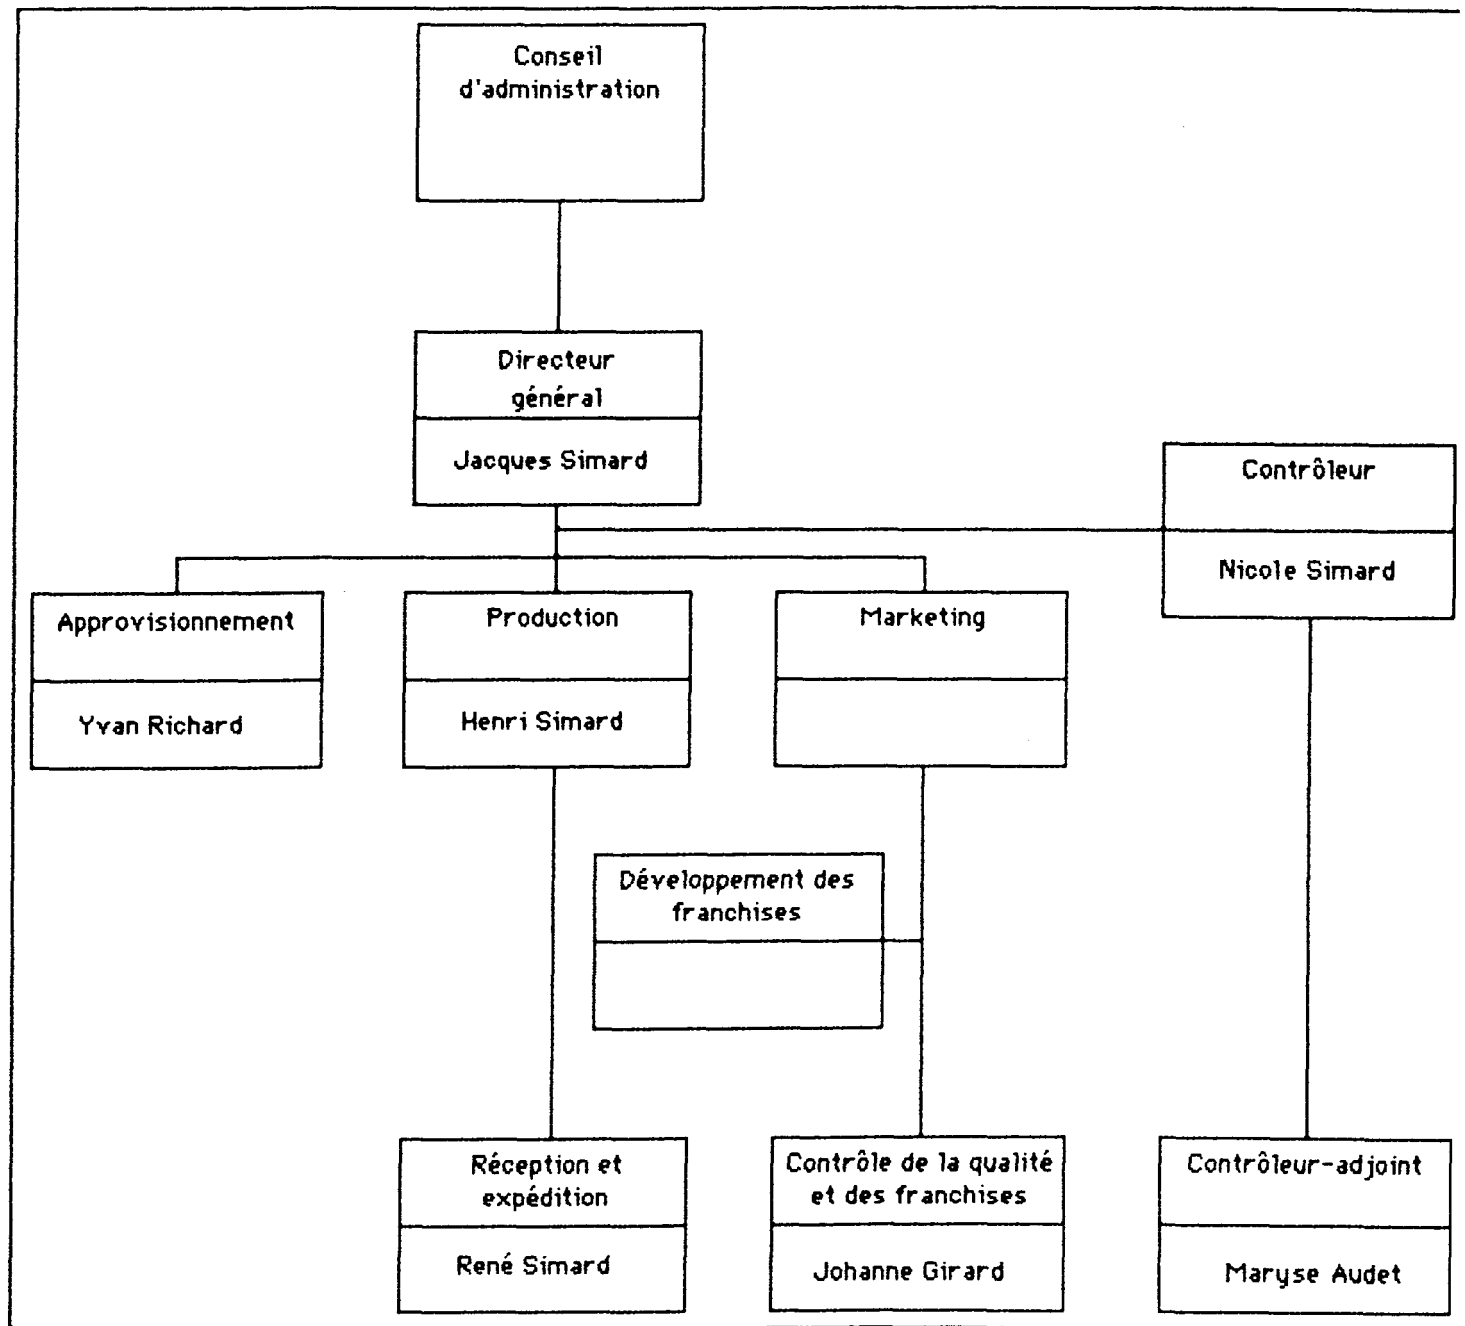 Conseil
d'administration
Directeur
général
Jacques Simard
Contrôleur
Nicole Simard
Approvisionnement
Yvan Richard
Production
Henri Simard
Marketing
Développement des
franchises
Réception et
expédition
René Simard
Contrôle de la qualité
et des franchises
Johanne Girard
Contrôleur-adjoint
Maryse Audet